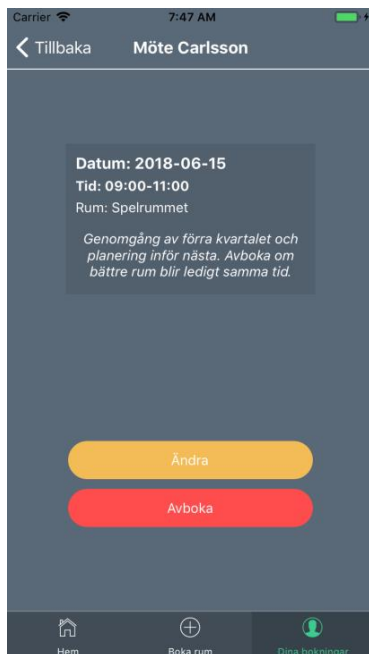 Carrier 7:47 AM
Tillbaka Möte Carlsson
Datum: 2018-06-15
Tid: 09:00-11:00
Rum: Spelrummet
Genomgång av förra kvartalet och
planering inför nästa. Avboka om
bättre rum blir ledigt samma tid.
Ändra
Avboka
Hem Boka rum Dina bokningar